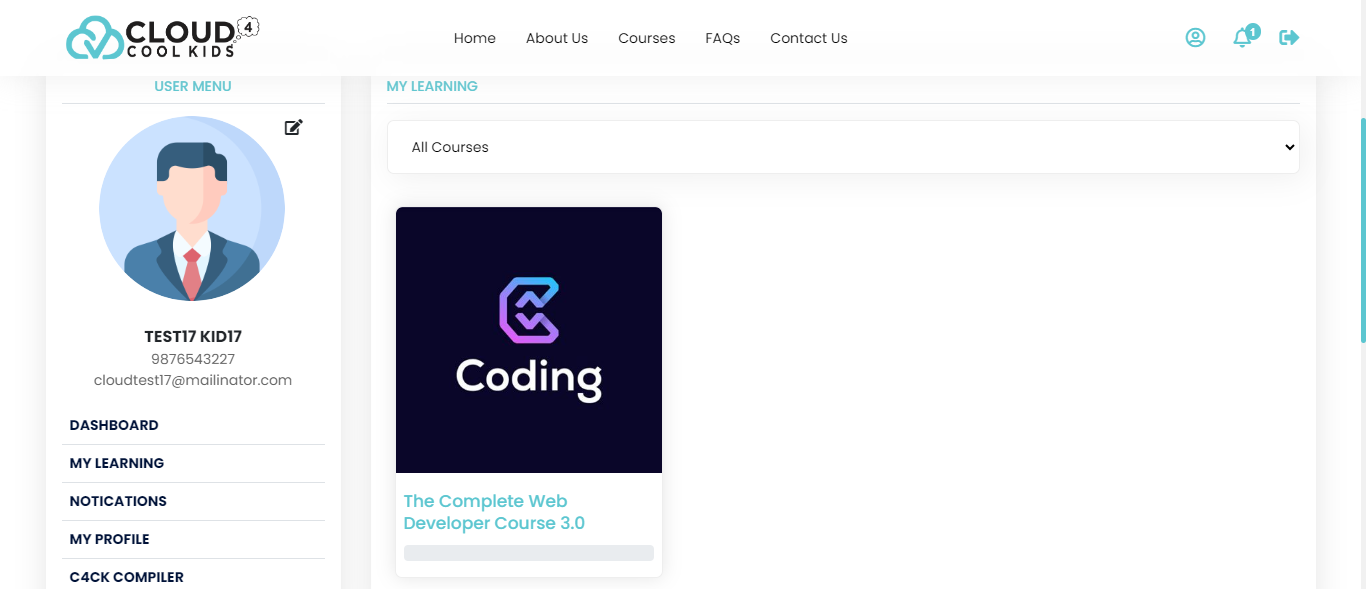 CLOUD 4
COOL KIDS
Home
About Us
Courses
FAQs
Contact Us
1
USER MENU
TEST17 KID17
9876543227
cloudtest17@mailinator.com
DASHBOARD
MY LEARNING
NOTICATIONS
MY PROFILE
C4CK COMPILER
MY LEARNING
All Courses
Coding
The Complete Web
Developer Course 3.0